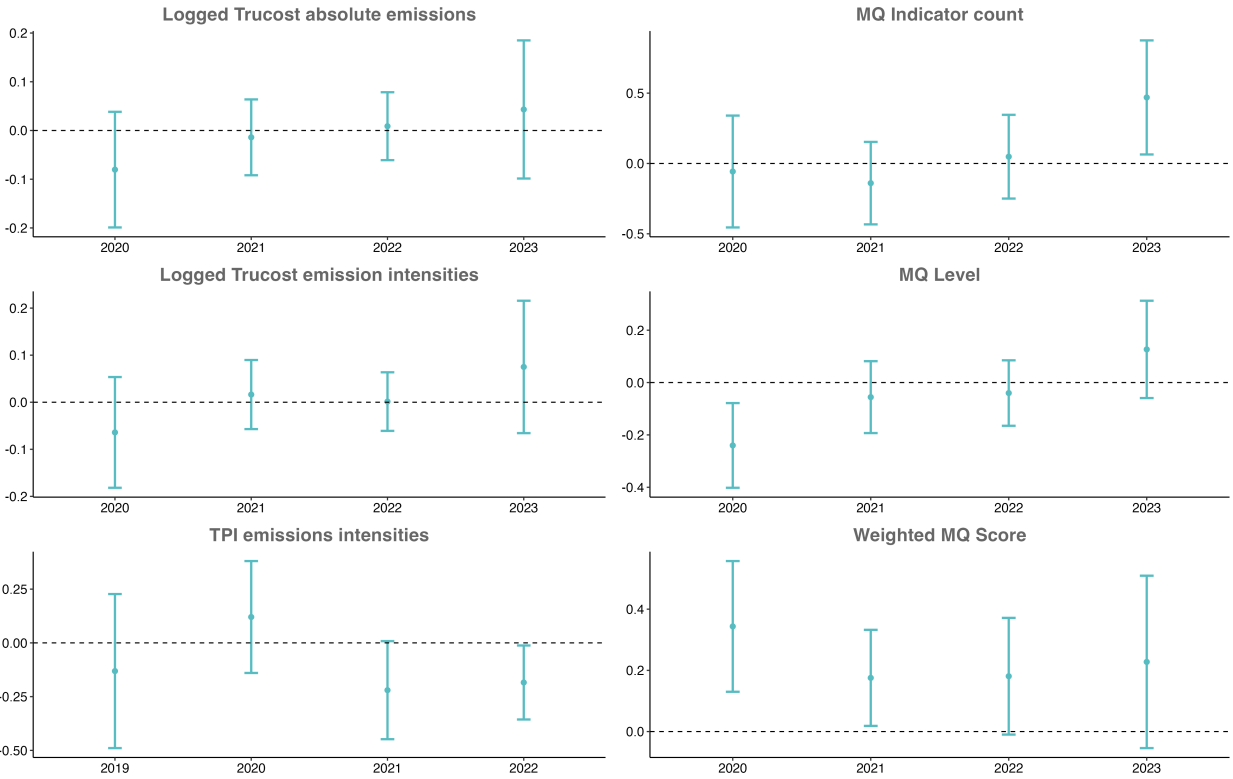 Logged Trucost absolute emissions
0.2
0.1
0.0
-0.1
-0.2
2020 2021 2022 2023
MQ Indicator count
0.5
0.0
-0.5
2020 2021 2022 2023
Logged Trucost emission intensities
0.2
0.1
0.0
-0.1
-0.2
2020 2021 2022 2023
MQ Level
0.2
0.0
-0.2
-0.4
2020 2021 2022 2023
TPI emissions intensities
0.25
0.00
-0.25
-0.50
2019 2020 2021 2022
Weighted MQ Score
0.4
0.2
0.0
2020 2021 2022 2023